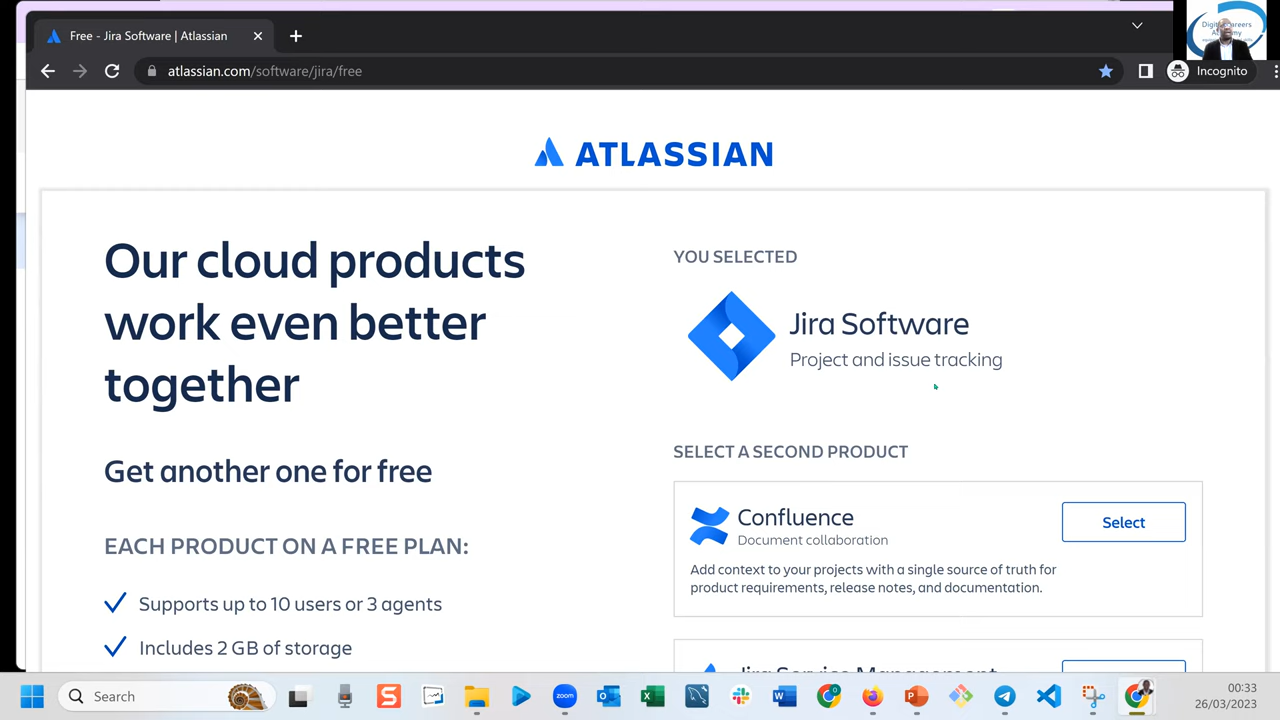 Free - Jira Software | Atlassian
atlassian.com/software/jira/free
Incognito
ATLASSIAN
Our cloud products
work even better
together
Get another one for free
EACH PRODUCT ON A FREE PLAN:
Supports up to 10 users or 3 agents
Includes 2 GB of storage
YOU SELECTED
Jira Software
Project and issue tracking
SELECT A SECOND PRODUCT
Confluence
Document collaboration
Select
Add context to your projects with a single source of truth for
product requirements, release notes, and documentation.
Jira Service Management
Search
zoom
00:33
26/03/2023